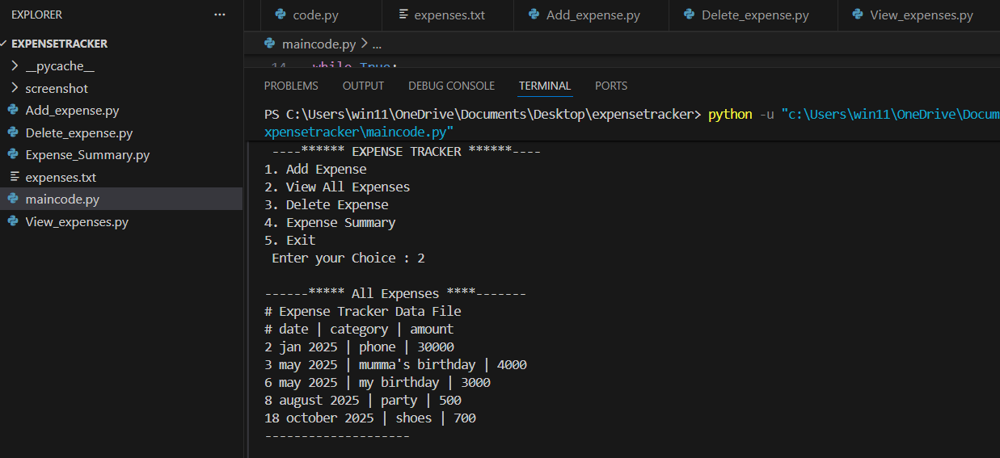 EXPLORER ...
EXPENSETRACKER
__pycache__
screenshot
Add_expense.py
Delete_expense.py
Expense_Summary.py
expenses.txt
maincode.py
View_expenses.py
code.py expenses.txt Add_expense.py Delete_expense.py View_expenses.py
maincode.py > ...
14 while True:
PROBLEMS OUTPUT DEBUG CONSOLE TERMINAL PORTS
PS C:\Users\win11\OneDrive\Documents\Desktop\expensetracker> python -u "c:\Users\win11\OneDrive\Docum
xpensetracker\maincode.py"
----****** EXPENSE TRACKER ******----
1. Add Expense
2. View All Expenses
3. Delete Expense
4. Expense Summary
5. Exit
Enter your Choice : 2
------***** All Expenses ****-------
# Expense Tracker Data File
# date | category | amount
2 jan 2025 | phone | 30000
3 may 2025 | mumma's birthday | 4000
6 may 2025 | my birthday | 3000
8 august 2025 | party | 500
18 october 2025 | shoes | 700
--------------------